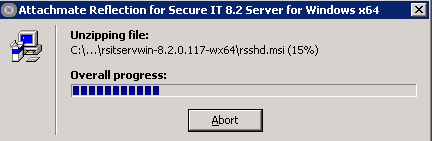 Attachmate Reflection for Secure IT 8.2 Server for Windows x64
Unzipping file:
C:\...\rsitservwin-8.2.0.117-wx64\rsshd.msi (15%)
Overall progress:
Abort